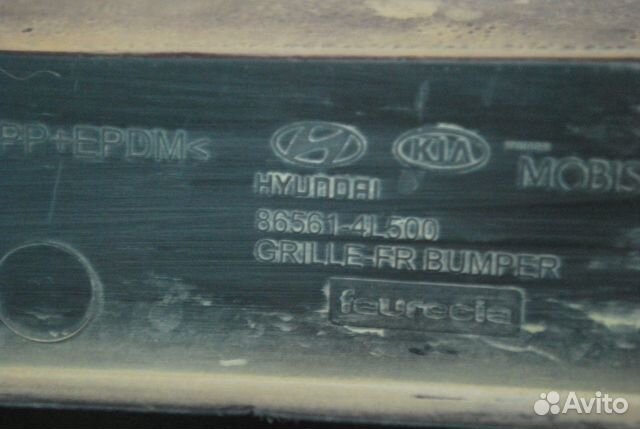 PP+EPDM<
HYUNDAI
KIA
MOBIS
86561-4L500
GRILLE-FR BUMPER
faurecia
Avito